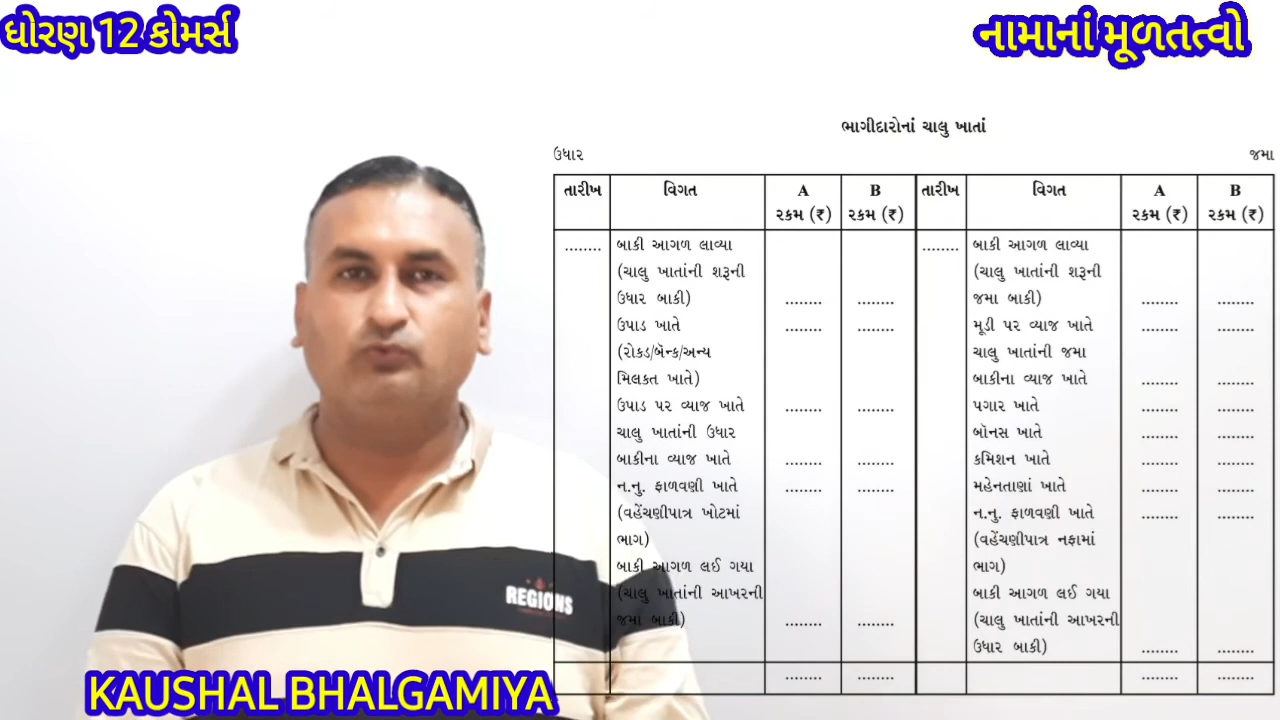 ધોરણ 12 કોમર્સ
નામાનાં મૂળતત્વો
ભાગીદારોનાં ચાલુ ખાતાં
ઉધાર
જમા
તારીખ વિગત A રકમ (₹) B રકમ (₹) તારીખ વિગત A રકમ (₹) B રકમ (₹)
........ બાકી આગળ લાવ્યા ........ બાકી આગળ લાવ્યા
(ચાલુ ખાતાંની શરૂની (ચાલુ ખાતાંની શરૂની
ઉધાર બાકી) ........ ........ જમા બાકી) ........ ........
ઉપાડ ખાતે ........ ........ મૂડી પર વ્યાજ ખાતે ........ ........
(રોકડ/બૅન્ક/અન્ય ચાલુ ખાતાંની જમા
મિલકત ખાતે) બાકીના વ્યાજ ખાતે ........ ........
ઉપાડ પર વ્યાજ ખાતે ........ ........ પગાર ખાતે ........ ........
ચાલુ ખાતાંની ઉધાર બૉનસ ખાતે ........ ........
બાકીના વ્યાજ ખાતે ........ ........ કમિશન ખાતે ........ ........
ન.નુ. ફાળવણી ખાતે ........ ........ મહેનતાણાં ખાતે ........ ........
(વહેંચણીપાત્ર ખોટમાં ન.નુ. ફાળવણી ખાતે ........ ........
ભાગ) (વહેંચણીપાત્ર નફામાં
બાકી આગળ લઈ ગયા ભાગ)
(ચાલુ ખાતાંની આખરની બાકી આગળ લઈ ગયા
જમા બાકી) ........ ........ (ચાલુ ખાતાંની આખરની
ઉધાર બાકી) ........ ........
........ ........ ........ ........
REGIONS
KAUSHAL BHALGAMIYA